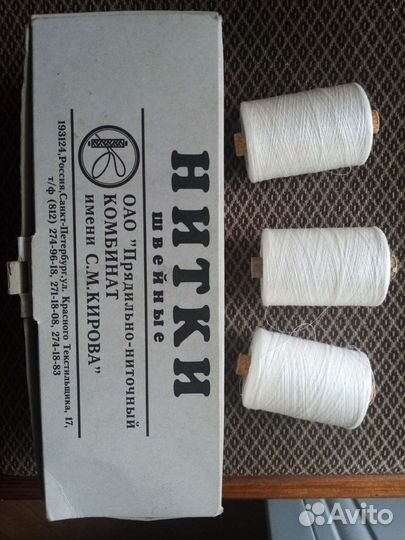 НИТКИ
швейные
ОАО "Прядильно-ниточный
КОМБИНАТ
имени С.М.КИРОВА"
193124,Россия,Санкт-Петербург,ул. Красного Текстильщика, 17,
т/ф (812) 274-96-18, 271-18-08, 274-18-83
Avito